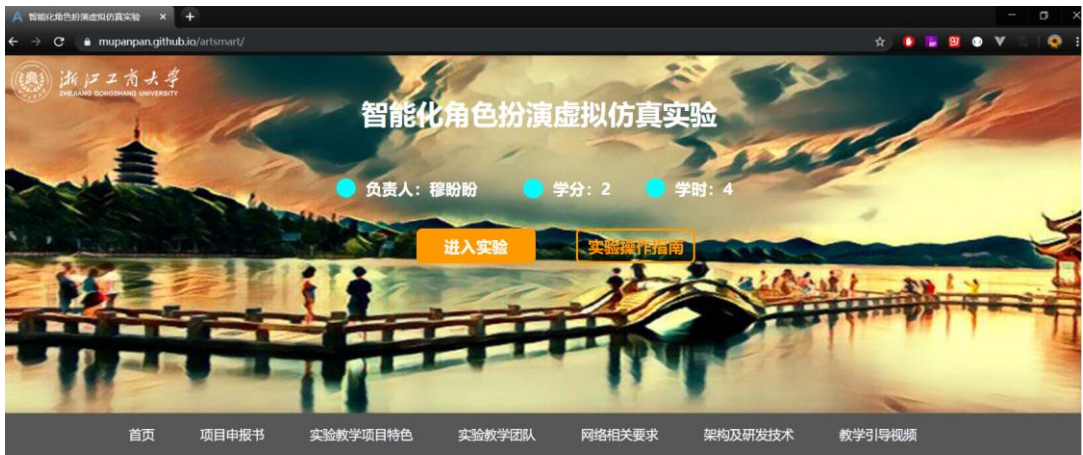 智能化角色扮演虚拟仿真实验
mupanpan.github.io/artsmart/
浙江工商大学
ZHEJIANG GONGSHANG UNIVERSITY
智能化角色扮演虚拟仿真实验
负责人：穆盼盼 学分：2 学时：4
进入实验 实验操作指南
首页 项目申报书 实验教学项目特色 实验教学团队 网络相关要求 架构及研发技术 教学引导视频